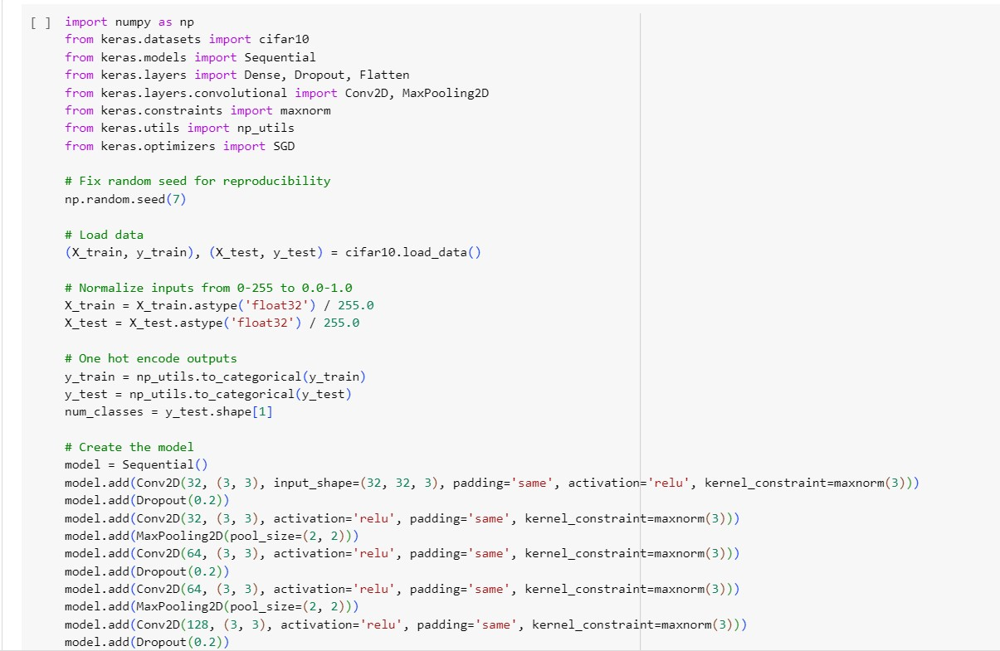 [ ] import numpy as np
from keras.datasets import cifar10
from keras.models import Sequential
from keras.layers import Dense, Dropout, Flatten
from keras.layers.convolutional import Conv2D, MaxPooling2D
from keras.constraints import maxnorm
from keras.utils import np_utils
from keras.optimizers import SGD
# Fix random seed for reproducibility
np.random.seed(7)
# Load data
(X_train, y_train), (X_test, y_test) = cifar10.load_data()
# Normalize inputs from 0-255 to 0.0-1.0
X_train = X_train.astype('float32') / 255.0
X_test = X_test.astype('float32') / 255.0
# One hot encode outputs
y_train = np_utils.to_categorical(y_train)
y_test = np_utils.to_categorical(y_test)
num_classes = y_test.shape[1]
# Create the model
model = Sequential()
model.add(Conv2D(32, (3, 3), input_shape=(32, 32, 3), padding='same', activation='relu', kernel_constraint=maxnorm(3)))
model.add(Dropout(0.2))
model.add(Conv2D(32, (3, 3), activation='relu', padding='same', kernel_constraint=maxnorm(3)))
model.add(MaxPooling2D(pool_size=(2, 2)))
model.add(Conv2D(64, (3, 3), activation='relu', padding='same', kernel_constraint=maxnorm(3)))
model.add(Dropout(0.2))
model.add(Conv2D(64, (3, 3), activation='relu', padding='same', kernel_constraint=maxnorm(3)))
model.add(MaxPooling2D(pool_size=(2, 2)))
model.add(Conv2D(128, (3, 3), activation='relu', padding='same', kernel_constraint=maxnorm(3)))
model.add(Dropout(0.2))